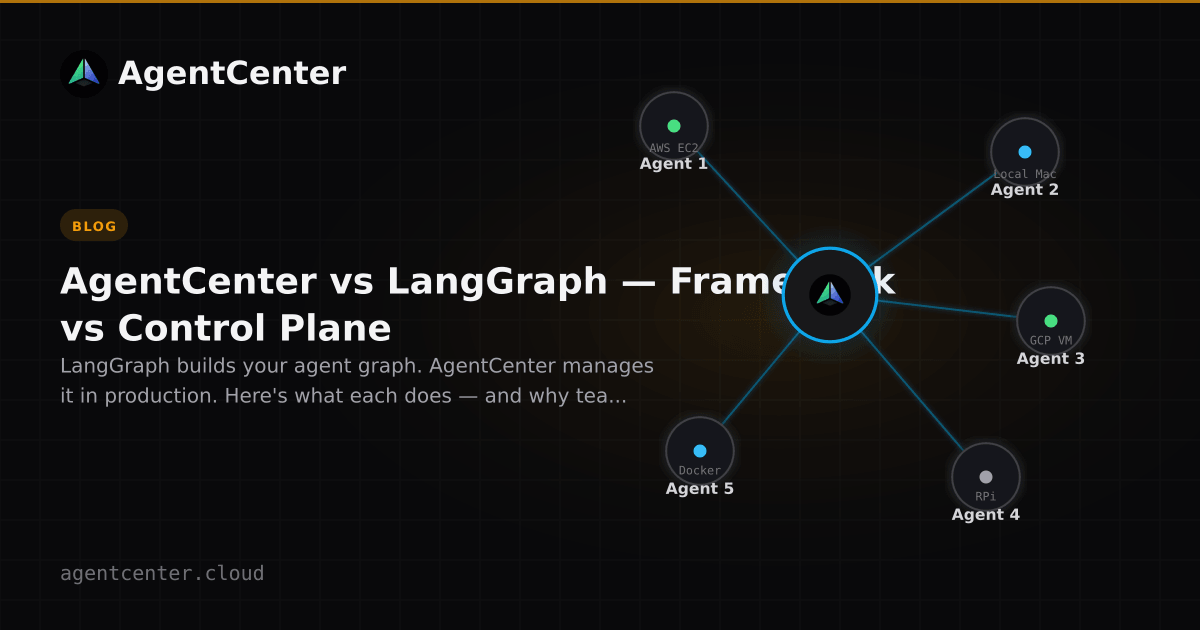 AgentCenter
BLOG
AgentCenter vs LangGraph — Frame k
vs Control Plane
LangGraph builds your agent graph. AgentCenter manages
it in production. Here's what each does — and why tea...
agentcenter.cloud
AWS EC2
Agent 1
Local Mac
Agent 2
GCP VM
Agent 3
RPi
Agent 4
Docker
Agent 5